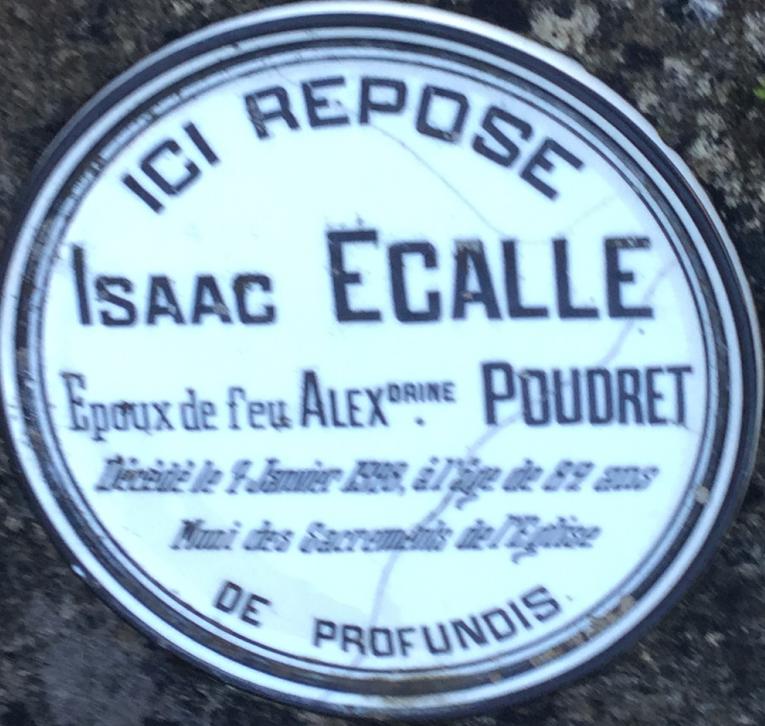 ICI REPOSE
ISAAC ECALLE
Epoux de feu ALEXDRINE. POUDRET
Décédé le Janvier à l'âge de ans
Muni des Sacrements de l'Eglise
DE PROFUNDIS.